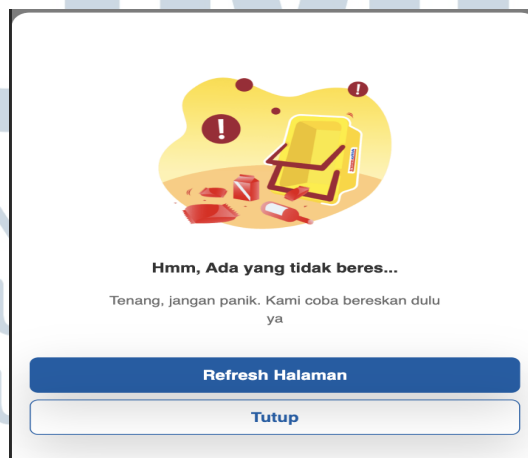 Hmm, Ada yang tidak beres...
Tenang, jangan panik. Kami coba bereskan dulu
ya
Refresh Halaman
Tutup